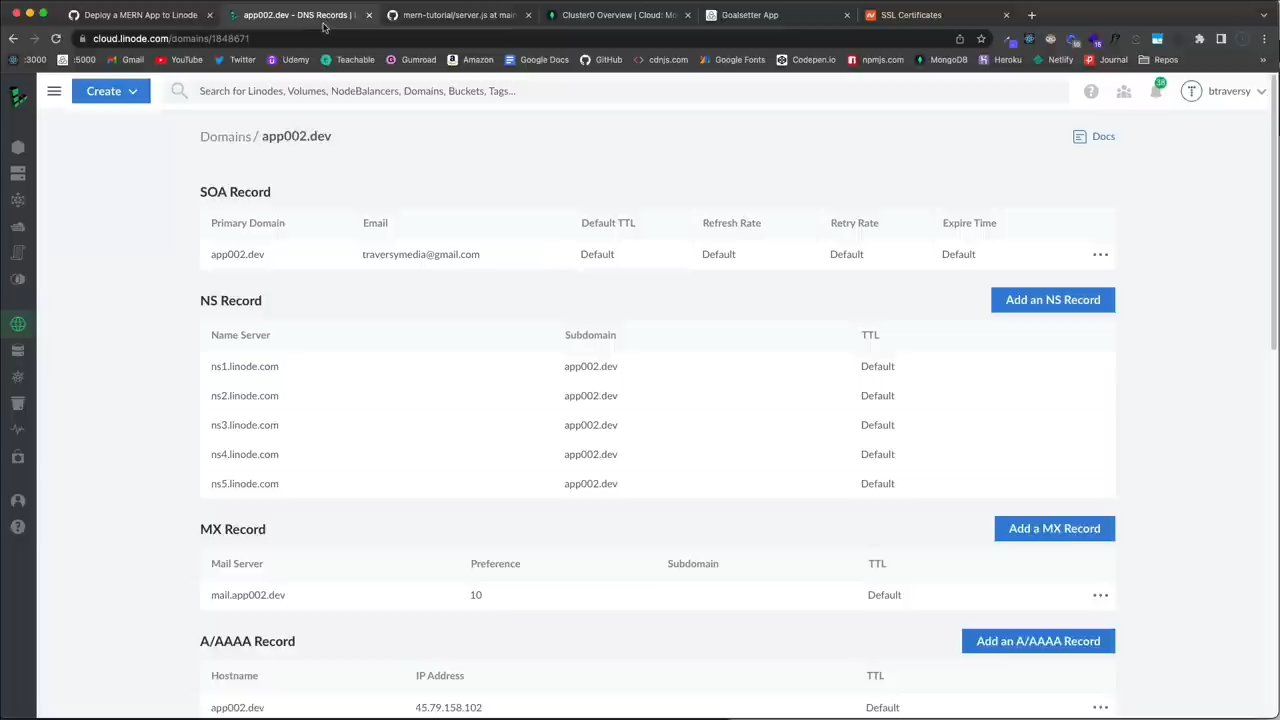 Deploy a MERN App to Linode
app002.dev - DNS Records |
mern-tutorial/server.js at main
Cluster0 Overview | Cloud: Mo
Goalsetter App
SSL Certificates
cloud.linode.com/domains/1848671
:3000
:5000
Gmail
YouTube
Twitter
Udemy
Teachable
Gumroad
Amazon
Google Docs
GitHub
cdnjs.com
Google Fonts
Codepen.io
npmjs.com
MongoDB
Heroku
Netlify
Journal
Repos
»
Create
Search for Linodes, Volumes, NodeBalancers, Domains, Buckets, Tags...
T
btraversy
Domains / app002.dev
Docs
SOA Record
Primary Domain Email Default TTL Refresh Rate Retry Rate Expire Time
app002.dev traversymedia@gmail.com Default Default Default Default
NS Record
Add an NS Record
Name Server Subdomain TTL
ns1.linode.com app002.dev Default
ns2.linode.com app002.dev Default
ns3.linode.com app002.dev Default
ns4.linode.com app002.dev Default
ns5.linode.com app002.dev Default
MX Record
Add a MX Record
Mail Server Preference Subdomain TTL
mail.app002.dev 10 Default
A/AAAA Record
Add an A/AAAA Record
Hostname IP Address TTL
app002.dev 45.79.158.102 Default